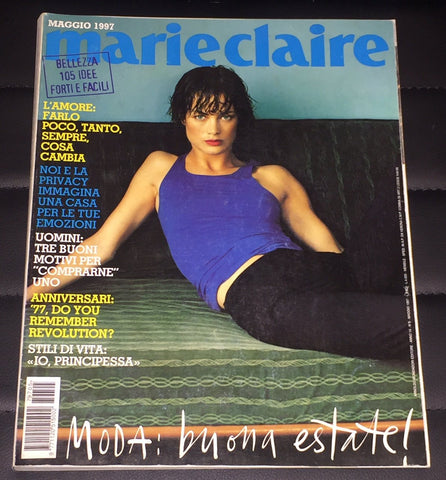 MAGGIO 1997
marie claire
BELLEZZA
105 IDEE
FORTI E FACILI
L'AMORE:
FARLO
POCO, TANTO,
SEMPRE,
COSA
CAMBIA
NOI E LA
PRIVACY
IMMAGINA
UNA CASA
PER LE TUE
EMOZIONI
UOMINI:
TRE BUONI
MOTIVI PER
"COMPRARNE"
UNO
ANNIVERSARI:
'77, DO YOU
REMEMBER
REVOLUTION?
STILI DI VITA:
«IO, PRINCIPESSA»
MODA: buona estate!